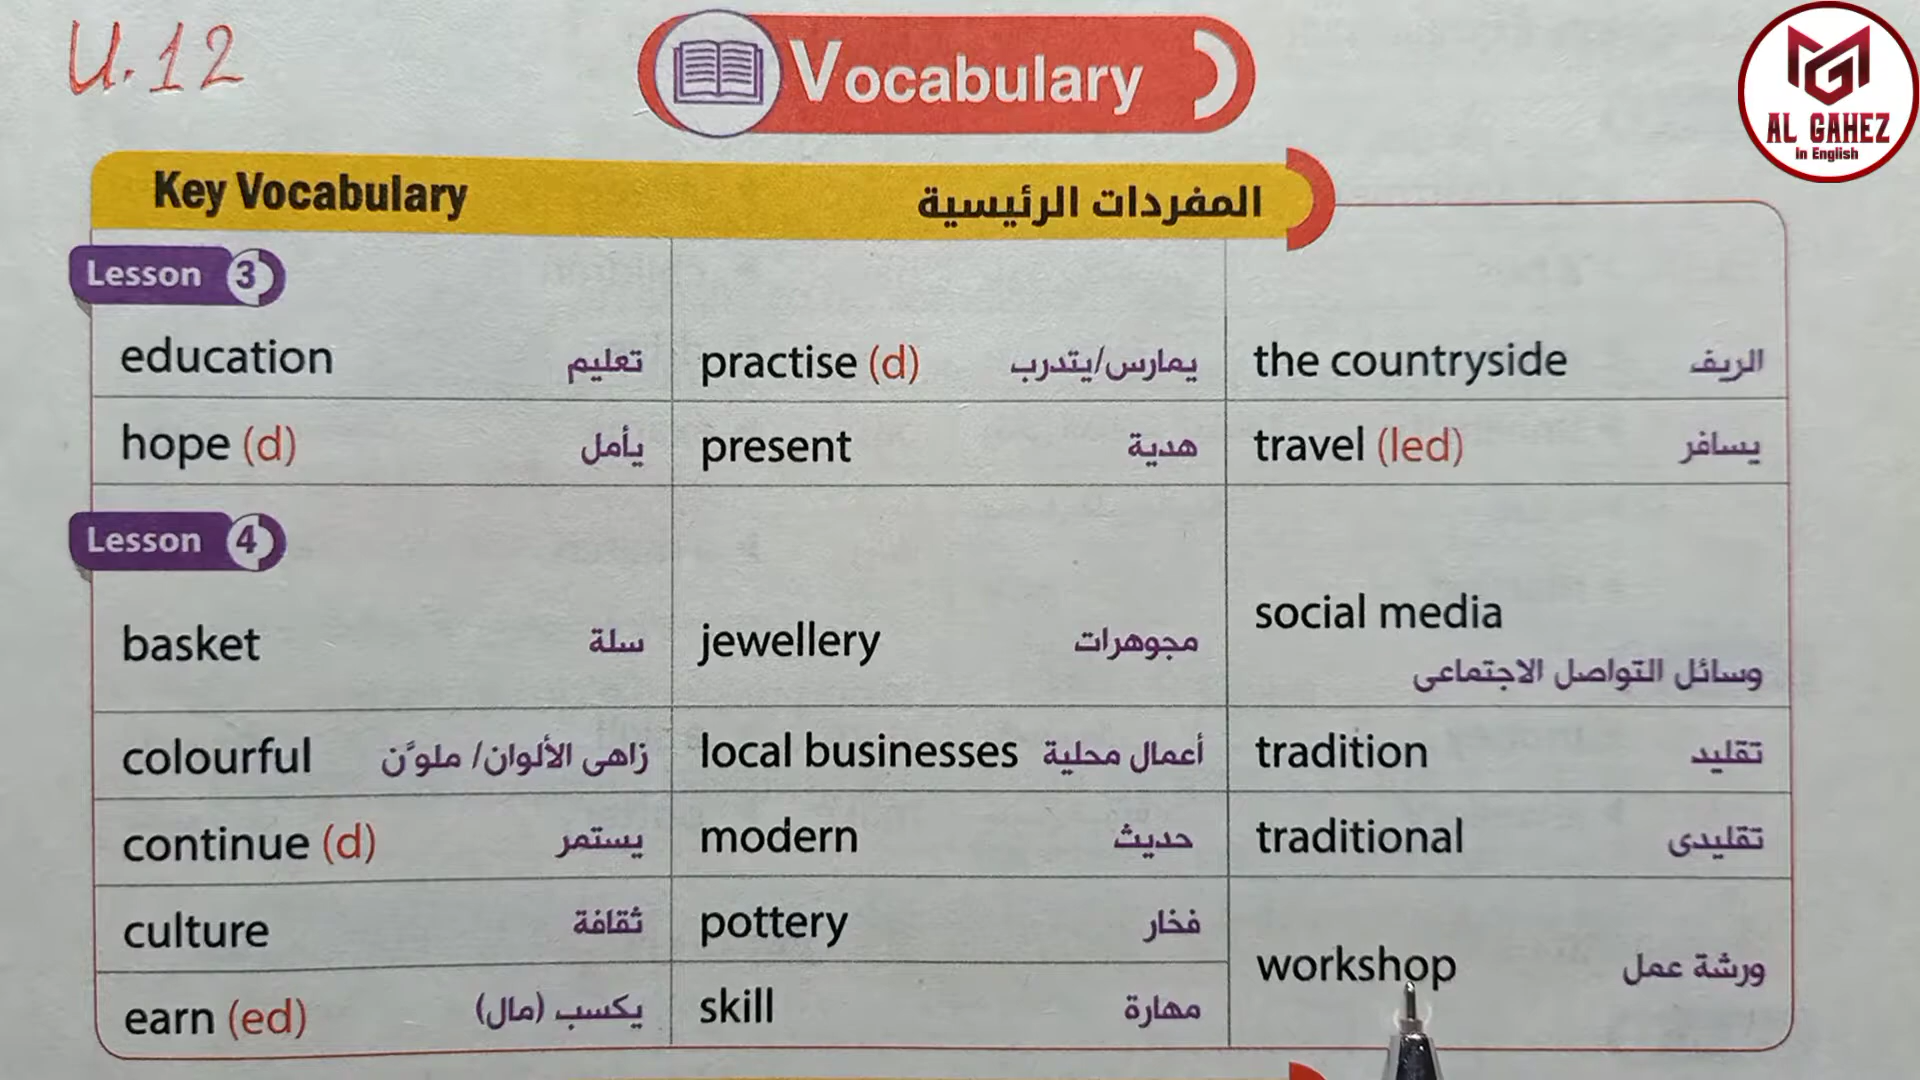 U.12
Vocabulary
AL GAHEZ
in English
Key Vocabulary المفردات الرئيسية
Lesson 3
education تعليم practise (d) يمارس/يتدرب the countryside الريف
hope (d) يأمل present هدية travel (led) يسافر
Lesson 4
basket سلة jewellery مجوهرات social media
وسائل التواصل الاجتماعى
colourful زاهى الألوان/ ملوَّن local businesses أعمال محلية tradition تقليد
continue (d) يستمر modern حديث traditional تقليدى
culture ثقافة pottery فخار
workshop ورشة عمل
earn (ed) يكسب (مال) skill مهارة